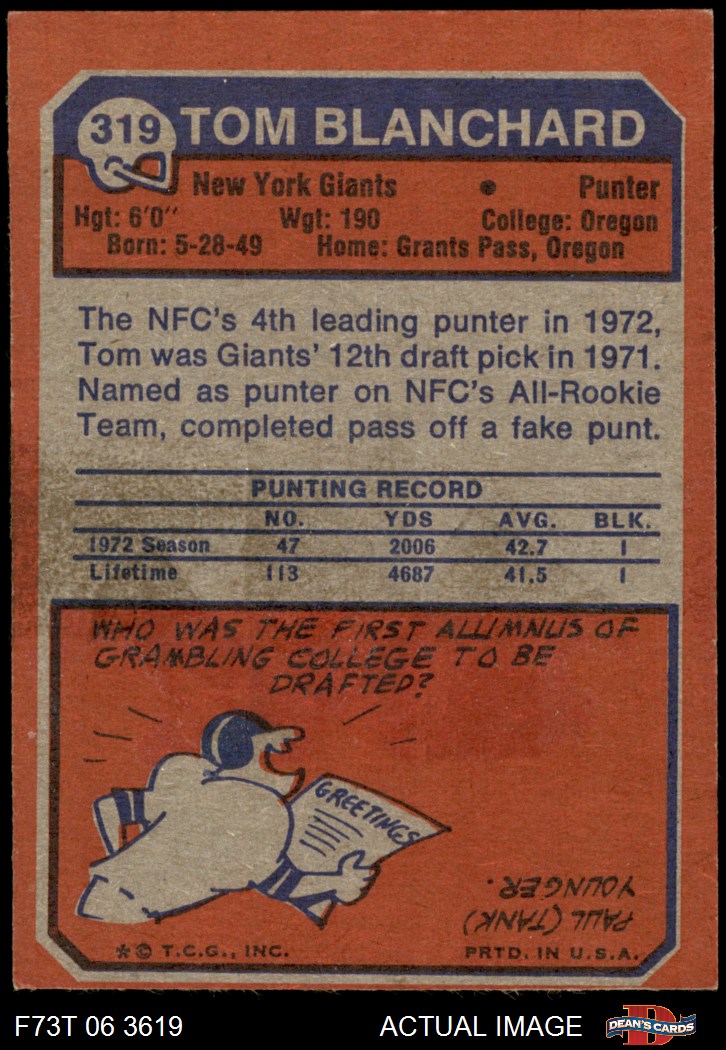 319 TOM BLANCHARD
New York Giants • Punter
Hgt: 6'0" Wgt: 190 College: Oregon
Born: 5-28-49 Home: Grants Pass, Oregon
The NFC's 4th leading punter in 1972,
Tom was Giants' 12th draft pick in 1971.
Named as punter on NFC's All-Rookie
Team, completed pass off a fake punt.
PUNTING RECORD
NO. YDS AVG. BLK.
1972 Season 47 2006 42.7 1
Lifetime 113 4687 41.5 1
WHO WAS THE FIRST ALUMNUS OF
GRAMBLING COLLEGE TO BE
DRAFTED?
GREETINGS
PAUL (TANK)
YOUNGER.
*© T.C.G., INC. PRTD. IN U.S.A.
F73T 06 3619 ACTUAL IMAGE D DEAN'S CARDS